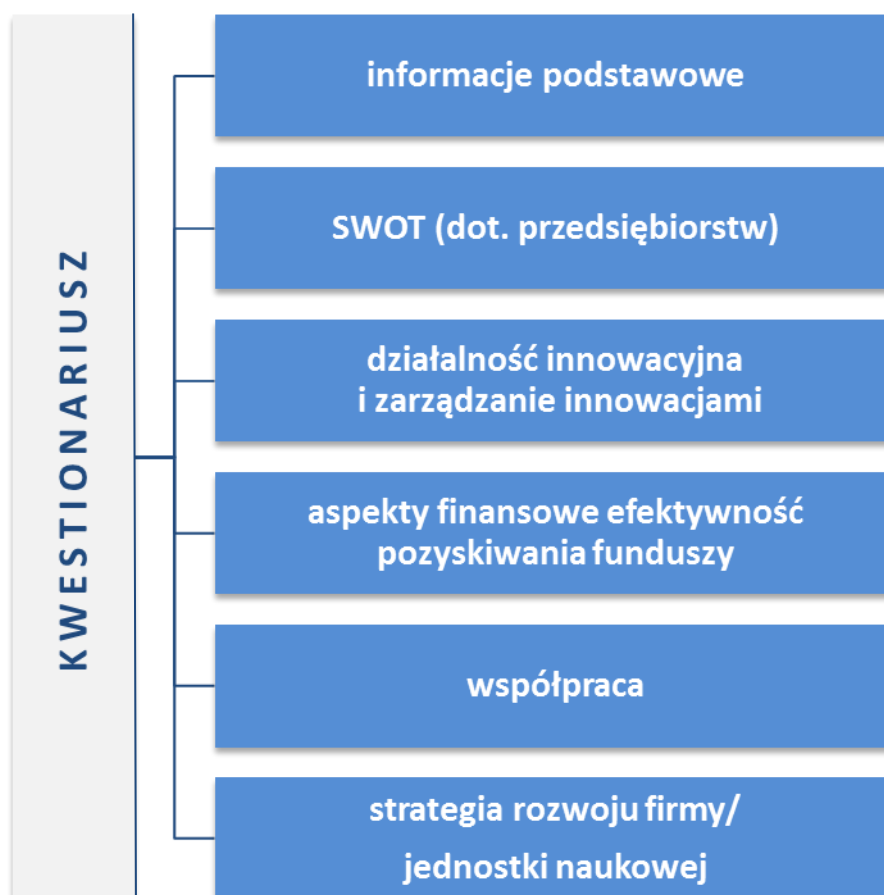 KWESTIONARIUSZ
informacje podstawowe
SWOT (dot. przedsiębiorstw)
działalność innowacyjna
i zarządzanie innowacjami
aspekty finansowe efektywność
pozyskiwania funduszy
współpraca
strategia rozwoju firmy/
jednostki naukowej